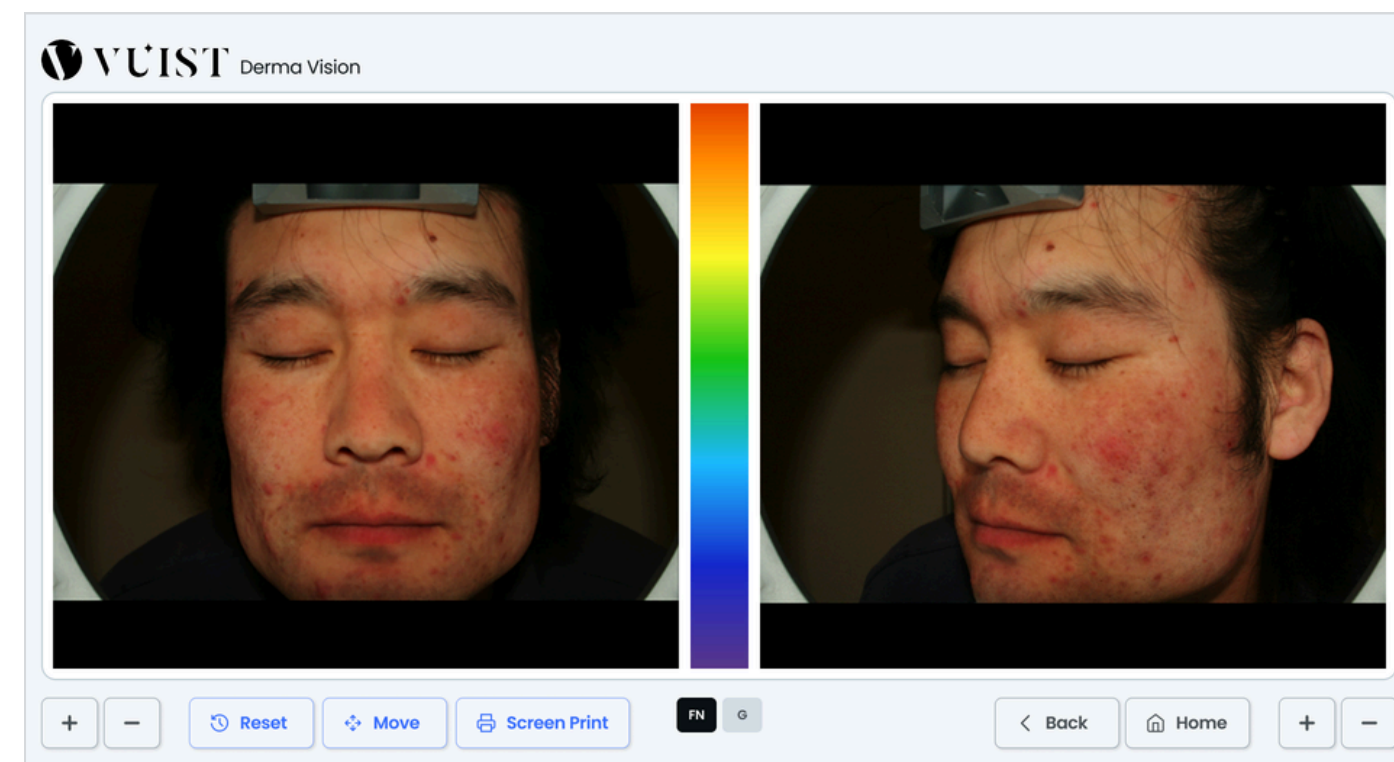 VUIST Derma Vision
+ − Reset Move Screen Print FN G Back Home + −